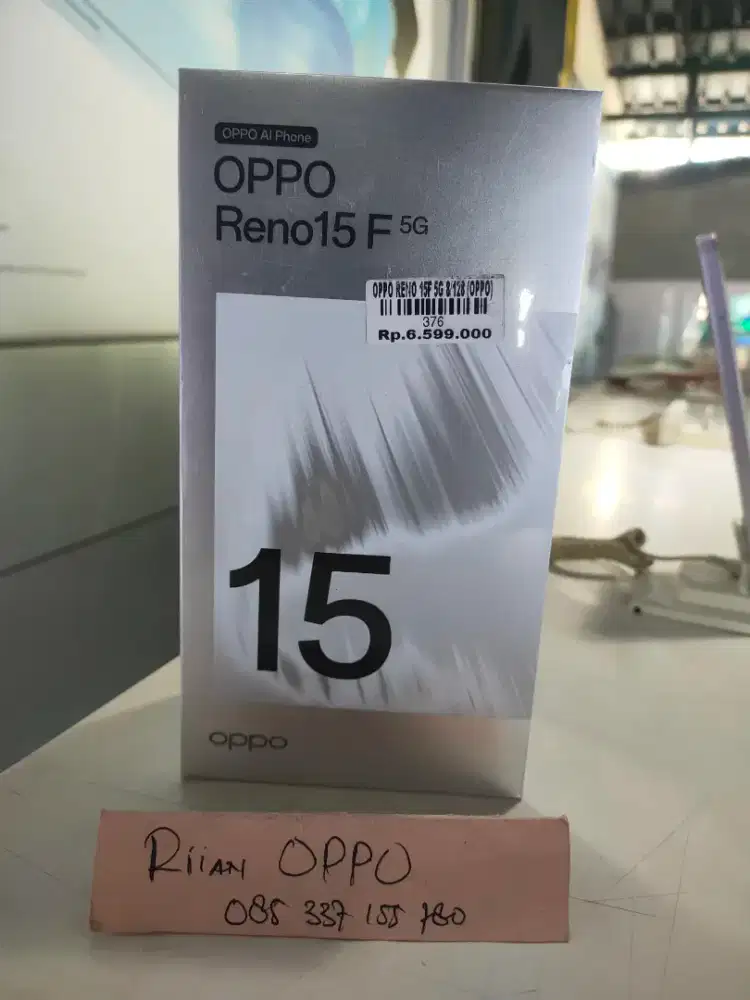 OPPO AI Phone
OPPO
Reno15 F 5G
OPPO RENO 15F 5G 8/128 (OPPO)
376
Rp.6.599.000
15
oppo
RiiAN OPPO
085 337 155 780